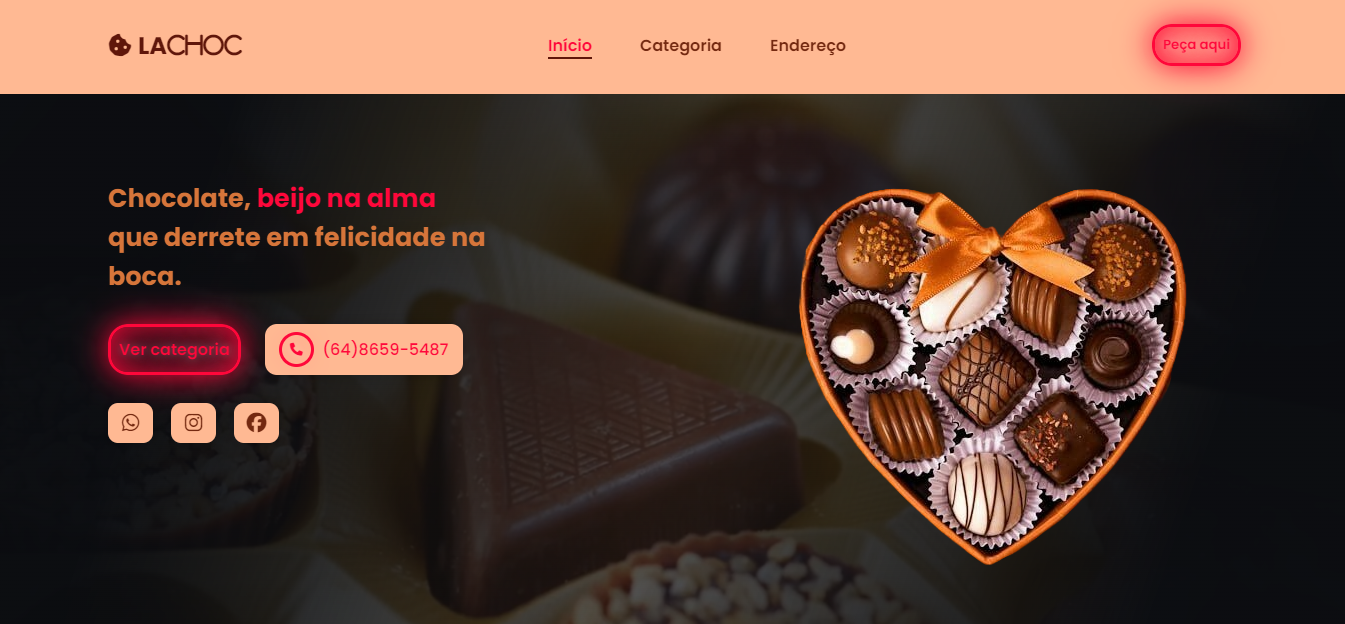 LACHOC
Início
Categoria
Endereço
Peça aqui
Chocolate, beijo na alma
que derrete em felicidade na
boca.
Ver categoria
(64)8659-5487